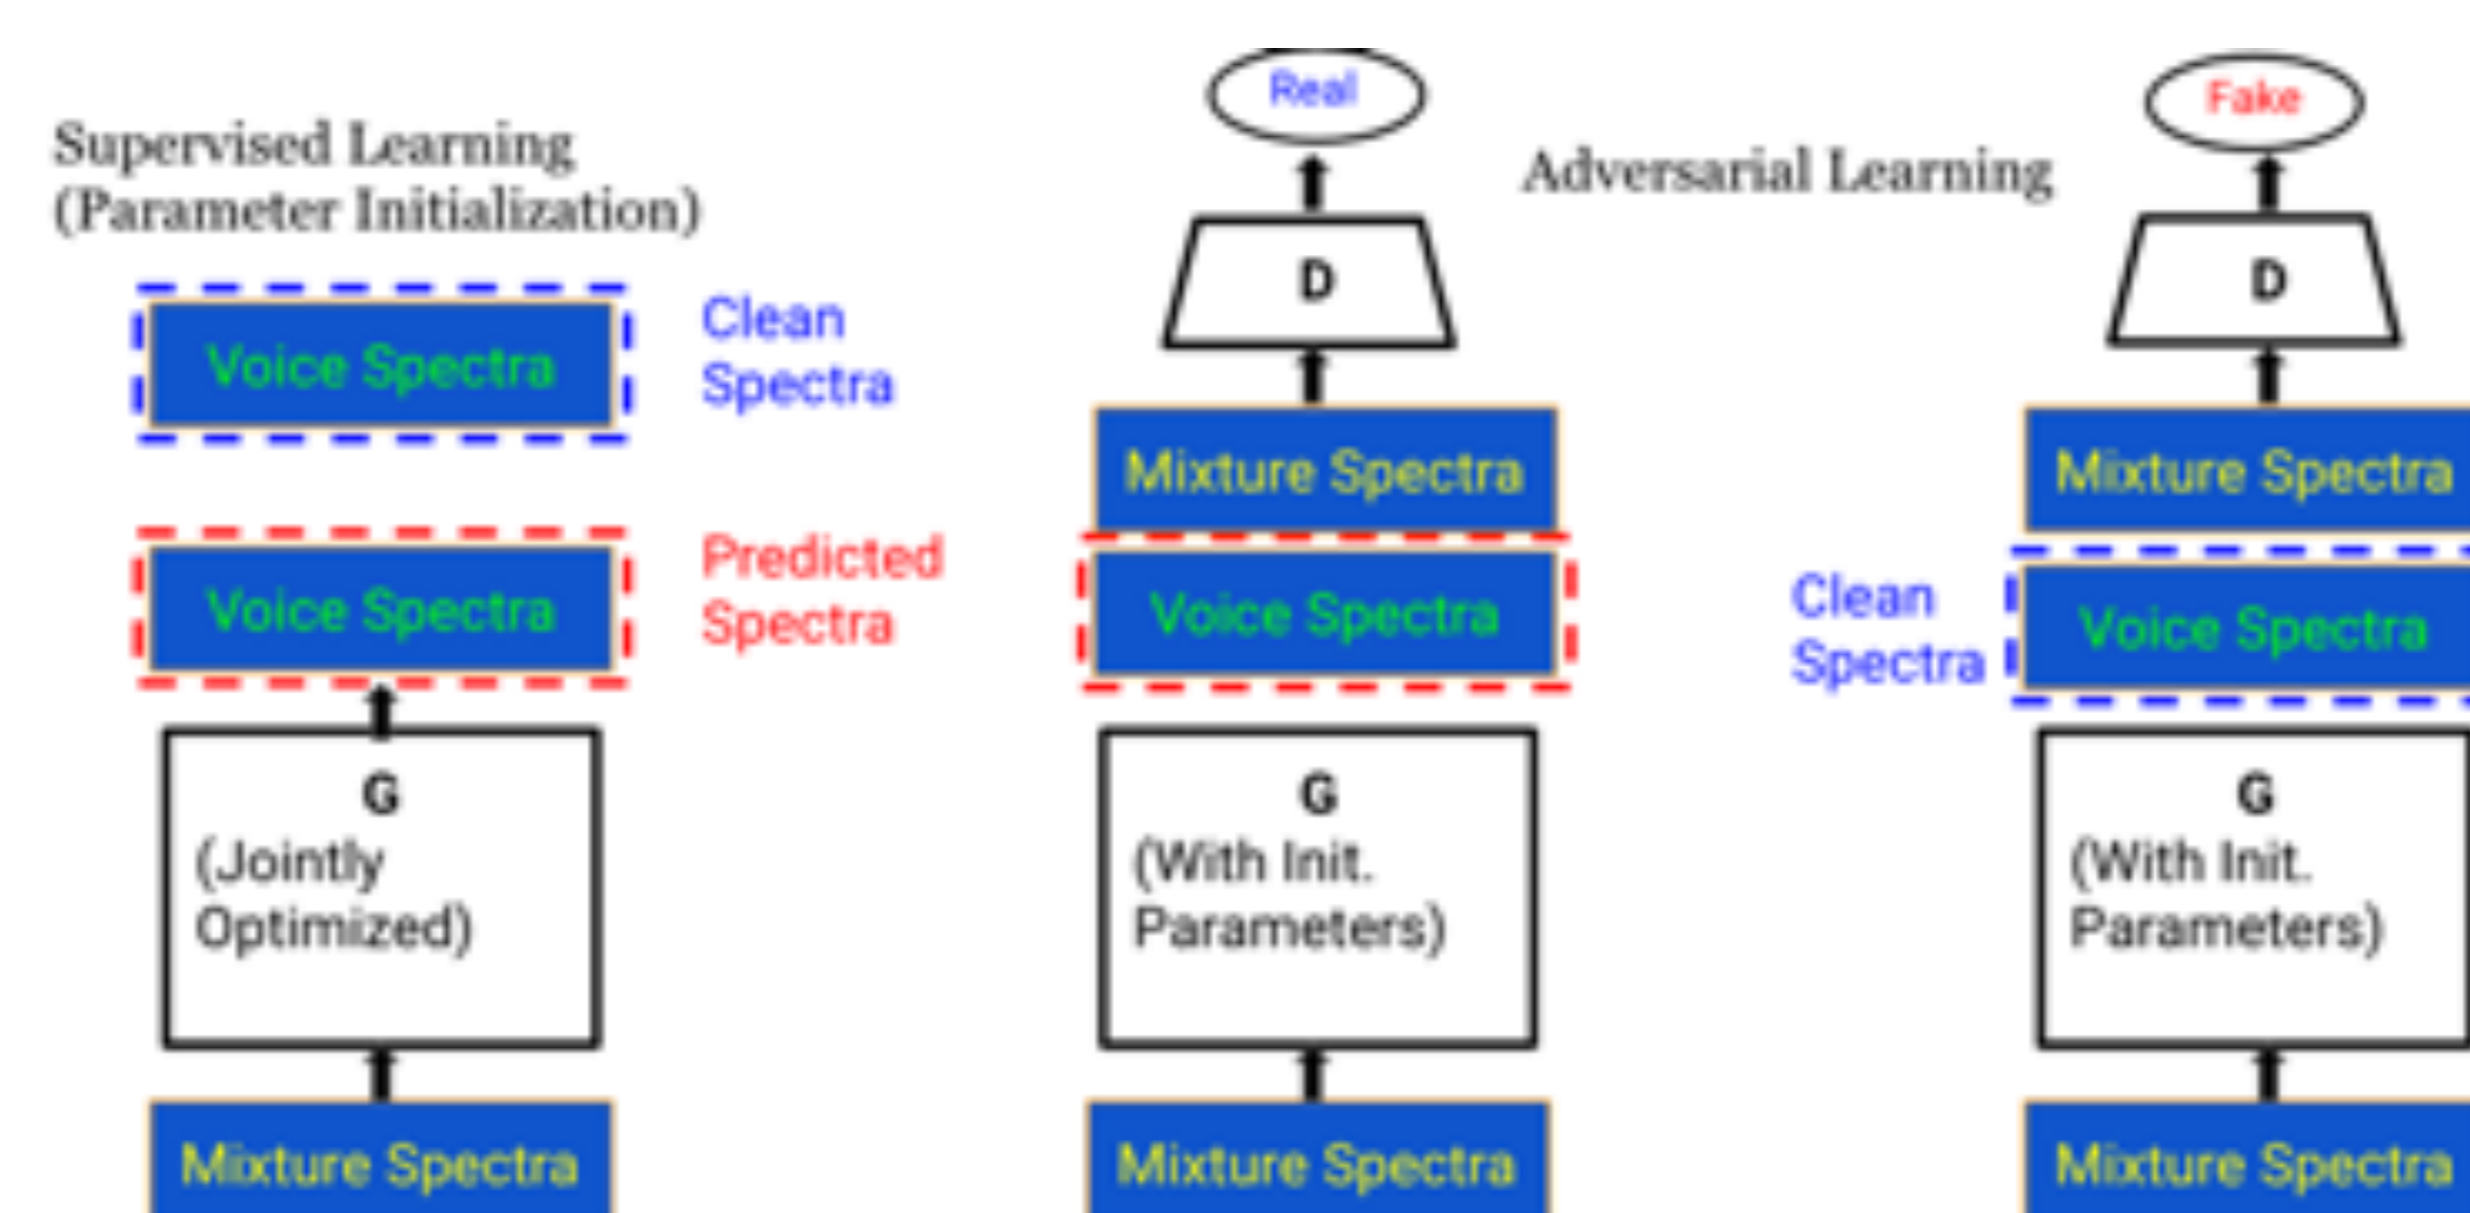 Supervised Learning
(Parameter Initialization)
Voice Spectra
Clean
Spectra
Voice Spectra
Predicted
Spectra
G
(Jointly
Optimized)
Mixture Spectra
Adversarial Learning
Real
D
Mixture Spectra
Voice Spectra
G
(With Init.
Parameters)
Mixture Spectra
Fake
D
Mixture Spectra
Clean
Spectra
Voice Spectra
G
(With Init.
Parameters)
Mixture Spectra